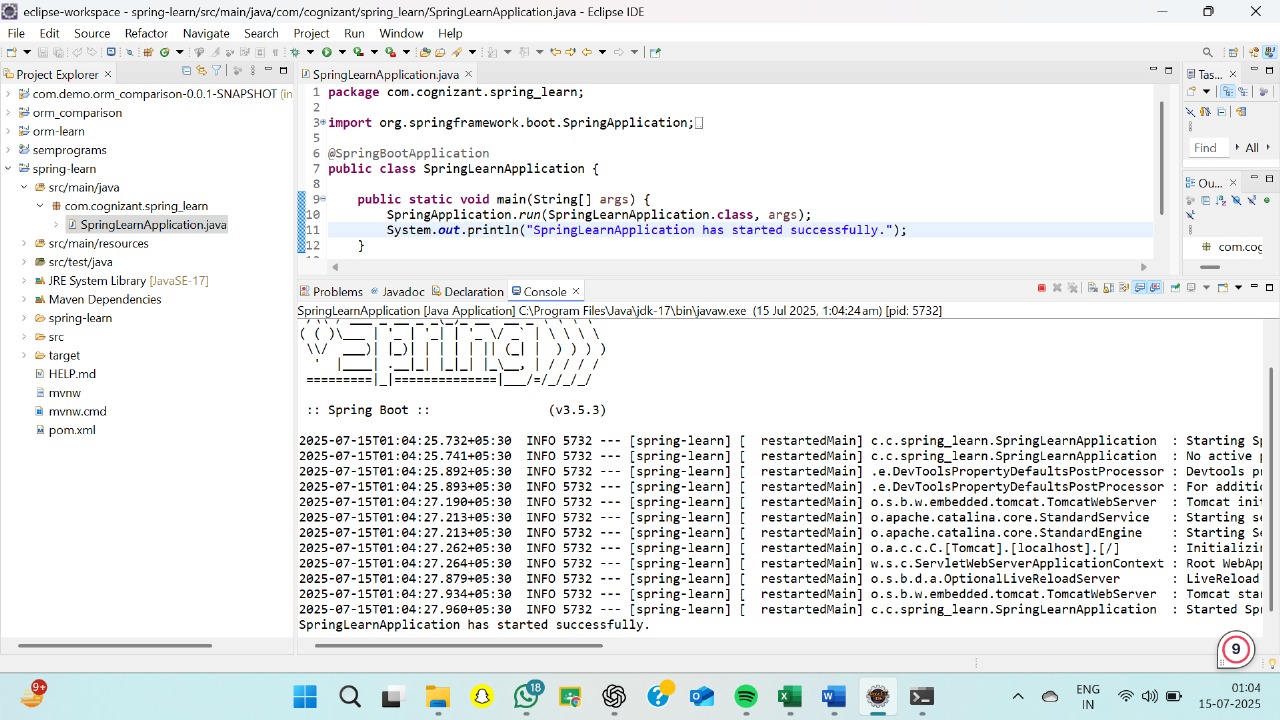 eclipse-workspace - spring-learn/src/main/java/com/cognizant/spring_learn/SpringLearnApplication.java - Eclipse IDE
File Edit Source Refactor Navigate Search Project Run Window Help
Project Explorer
com.demo.orm_comparison-0.0.1-SNAPSHOT (in
orm_comparison
orm-learn
semprograms
spring-learn
src/main/java
com.cognizant.spring_learn
SpringLearnApplication.java
src/main/resources
src/test/java
JRE System Library [JavaSE-17]
Maven Dependencies
spring-learn
src
target
HELP.md
mvnw
mvnw.cmd
pom.xml
SpringLearnApplication.java
1 package com.cognizant.spring_learn;
2
3 import org.springframework.boot.SpringApplication;
5
6 @SpringBootApplication
7 public class SpringLearnApplication {
8
9 public static void main(String[] args) {
10 SpringApplication.run(SpringLearnApplication.class, args);
11 System.out.println("SpringLearnApplication has started successfully.");
12 }
Tas...
Find All
Ou...
com.cog
Problems Javadoc Declaration Console
SpringLearnApplication [Java Application] C:\Program Files\Java\jdk-17\bin\javaw.exe (15 Jul 2025, 1:04:24 am) [pid: 5732]
( ( )\___ | '_ | '_| | '_ \/ _` | \ \ \ \
\\/ ___)| |_)| | | | | || (_| | ) ) ) )
' |____| .__|_| |_|_| |_\__, | / / / /
=========|_|==============|___/=/_/_/_/
:: Spring Boot :: (v3.5.3)
2025-07-15T01:04:25.732+05:30 INFO 5732 --- [spring-learn] [ restartedMain] c.c.spring_learn.SpringLearnApplication : Starting Sp
2025-07-15T01:04:25.741+05:30 INFO 5732 --- [spring-learn] [ restartedMain] c.c.spring_learn.SpringLearnApplication : No active p
2025-07-15T01:04:25.892+05:30 INFO 5732 --- [spring-learn] [ restartedMain] .e.DevToolsPropertyDefaultsPostProcessor : Devtools pr
2025-07-15T01:04:25.893+05:30 INFO 5732 --- [spring-learn] [ restartedMain] .e.DevToolsPropertyDefaultsPostProcessor : For additio
2025-07-15T01:04:27.190+05:30 INFO 5732 --- [spring-learn] [ restartedMain] o.s.b.w.embedded.tomcat.TomcatWebServer : Tomcat init
2025-07-15T01:04:27.213+05:30 INFO 5732 --- [spring-learn] [ restartedMain] o.apache.catalina.core.StandardService : Starting se
2025-07-15T01:04:27.213+05:30 INFO 5732 --- [spring-learn] [ restartedMain] o.apache.catalina.core.StandardEngine : Starting Se
2025-07-15T01:04:27.262+05:30 INFO 5732 --- [spring-learn] [ restartedMain] o.a.c.c.C.[Tomcat].[localhost].[/] : Initializin
2025-07-15T01:04:27.264+05:30 INFO 5732 --- [spring-learn] [ restartedMain] w.s.c.ServletWebServerApplicationContext : Root WebApp
2025-07-15T01:04:27.879+05:30 INFO 5732 --- [spring-learn] [ restartedMain] o.s.b.d.a.OptionalLiveReloadServer : LiveReload
2025-07-15T01:04:27.934+05:30 INFO 5732 --- [spring-learn] [ restartedMain] o.s.b.w.embedded.tomcat.TomcatWebServer : Tomcat star
2025-07-15T01:04:27.960+05:30 INFO 5732 --- [spring-learn] [ restartedMain] c.c.spring_learn.SpringLearnApplication : Started Spr
SpringLearnApplication has started successfully.
9
9+
18
ENG
IN
01:04
15-07-2025